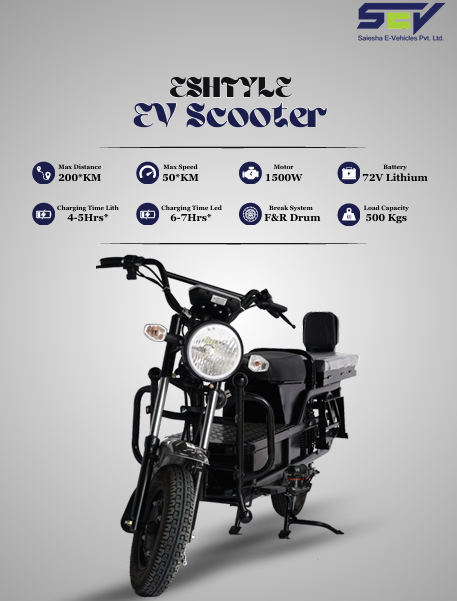 SEV
Saiesha E-Vehicles Pvt. Ltd.
ESHTYLE
EV Scooter
Max Distance
200*KM
Max Speed
50*KM
Motor
1500W
Battery
72V Lithium
Charging Time Lith
4-5Hrs*
Charging Time Led
6-7Hrs*
Break System
F&R Drum
Load Capacity
500 Kgs